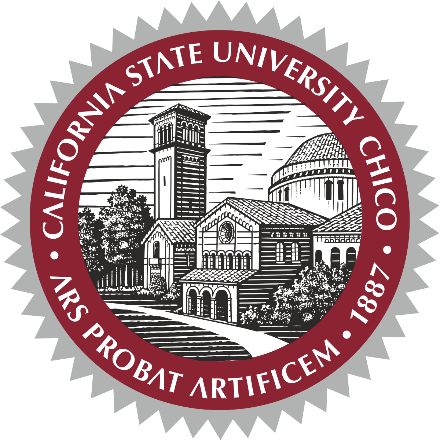 CALIFORNIA STATE UNIVERSITY CHICO
ARS PROBAT ARTIFICEM • 1887